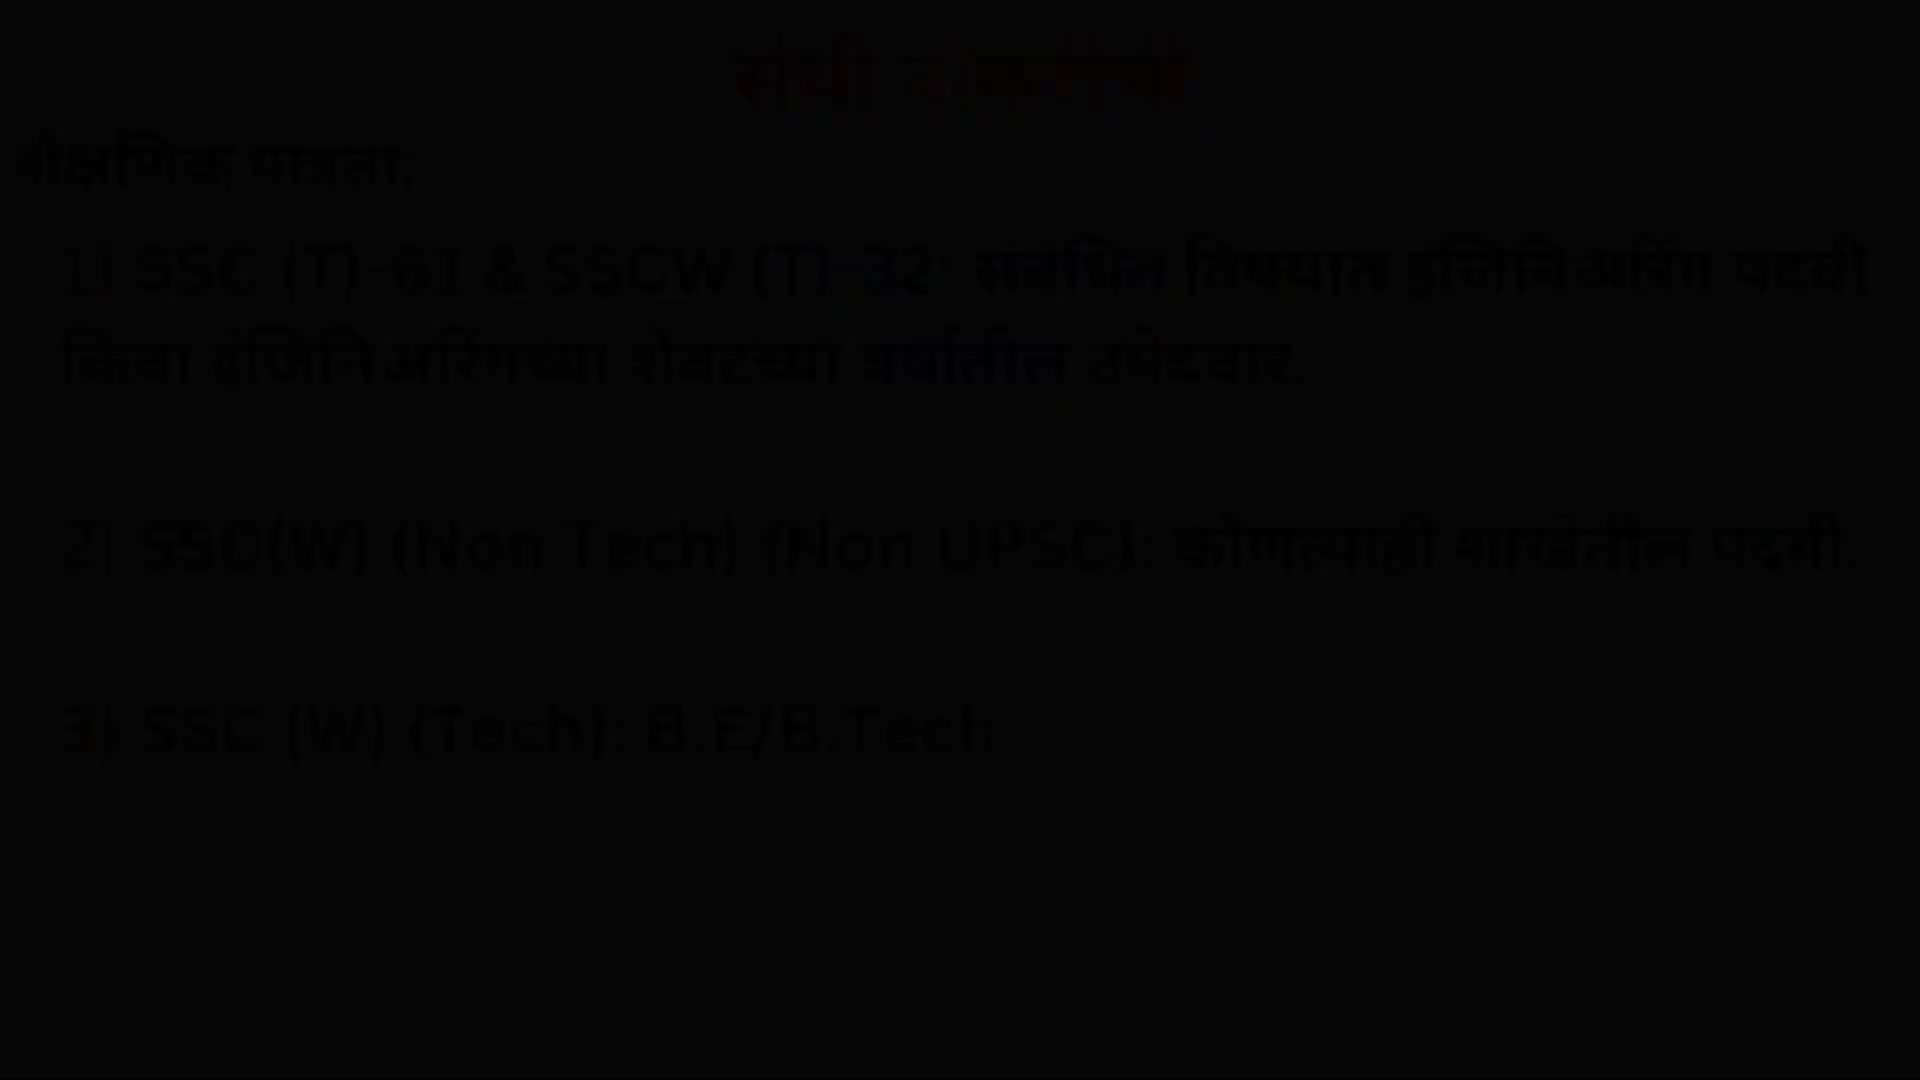 संधी नोकरीची
शैक्षणिक पात्रता:
1) SSC (T)-61 & SSCW (T)-32: संबंधित विषयात इंजिनिअरिंग पदवी
किंवा इंजिनिअरिंगच्या शेवटच्या वर्षातील उमेदवार.
2) SSC(W) (Non Tech) (Non UPSC): कोणत्याही शाखेतील पदवी.
3) SSC (W) (Tech): B.E/B.Tech